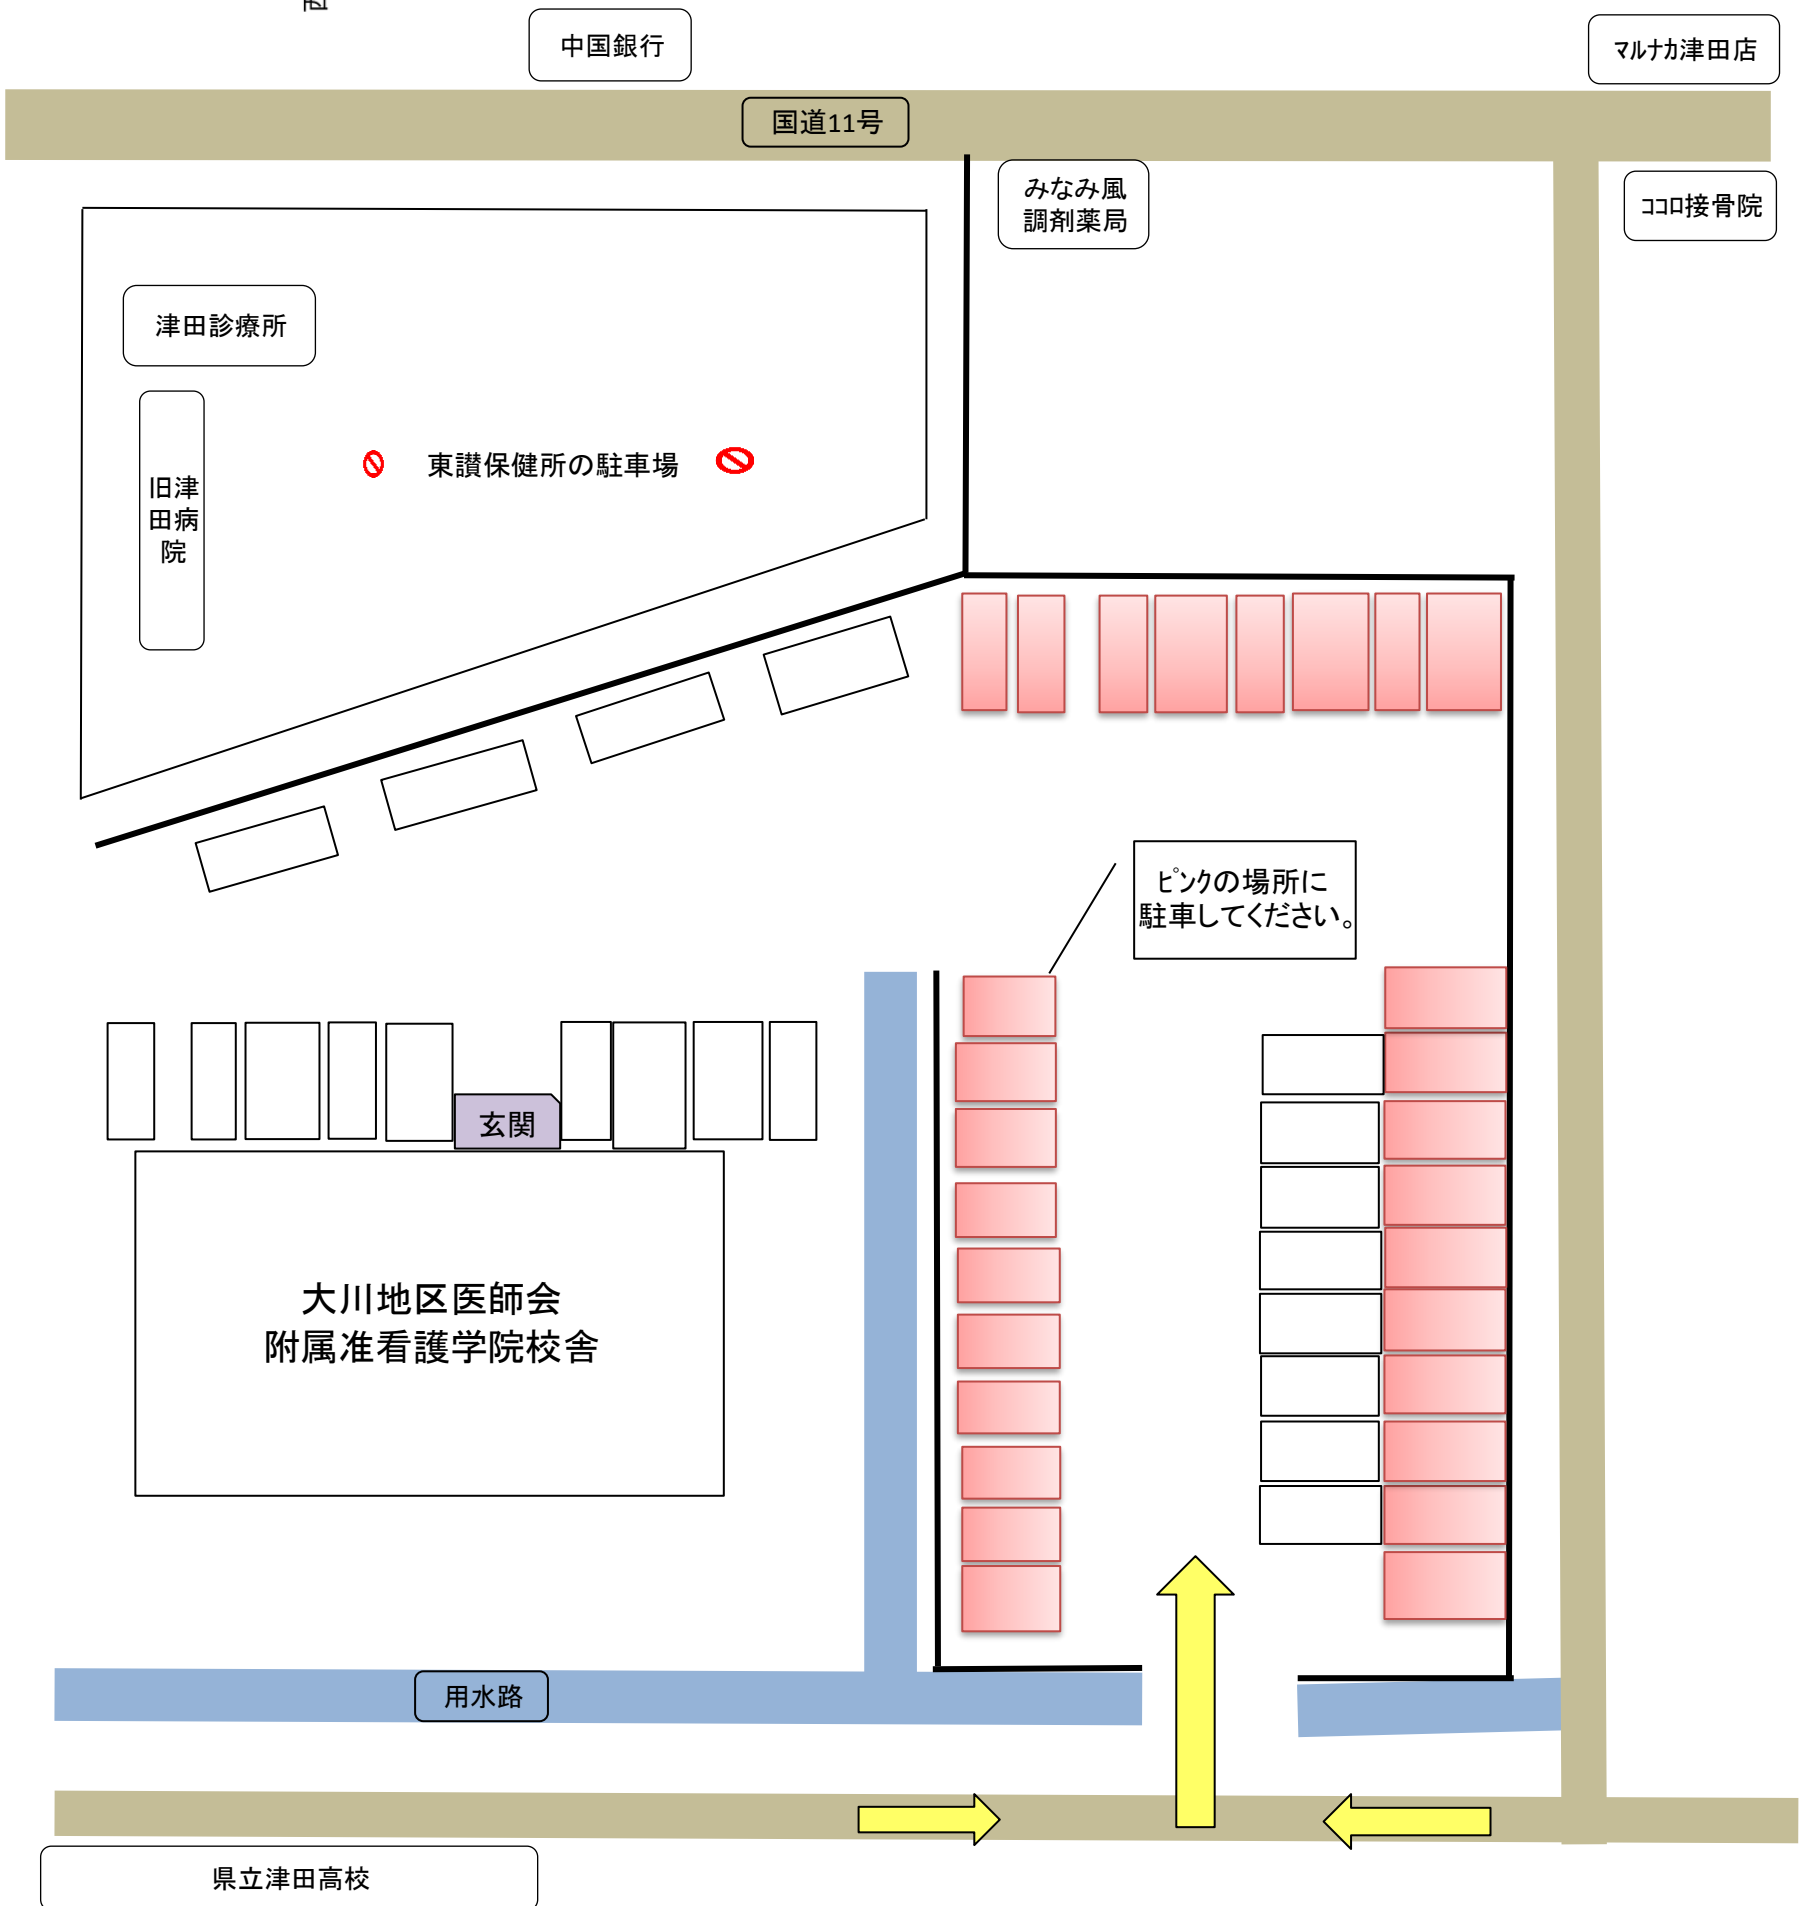 中国銀行
ﾏﾙﾅｶ津田店
国道11号
みなみ風
調剤薬局
ｺｺﾛ接骨院
津田診療所
旧津
田病
院
東讃保健所の駐車場
ﾋﾟﾝｸの場所に
駐車してください。
玄関
大川地区医師会
附属准看護学院校舎
用水路
県立津田高校